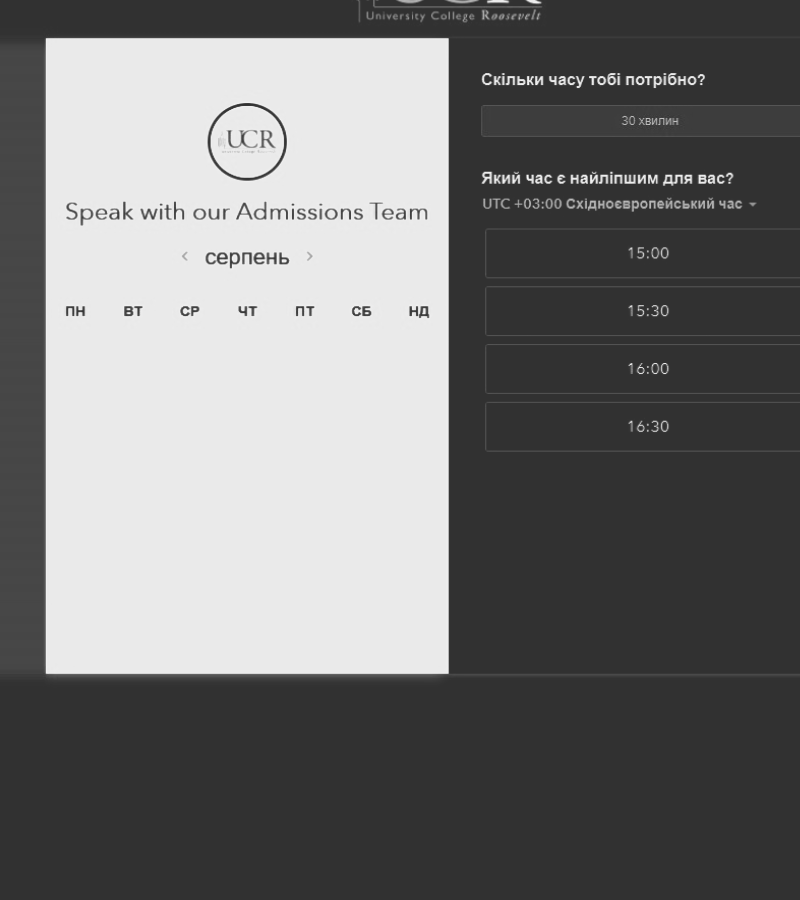 University College Roosevelt
UCR
Speak with our Admissions Team
‹ серпень ›
ПН ВТ СР ЧТ ПТ СБ НД
Скільки часу тобі потрібно?
30 хвилин
Який час є найліпшим для вас?
UTC +03:00 Східноєвропейський час
15:00
15:30
16:00
16:30